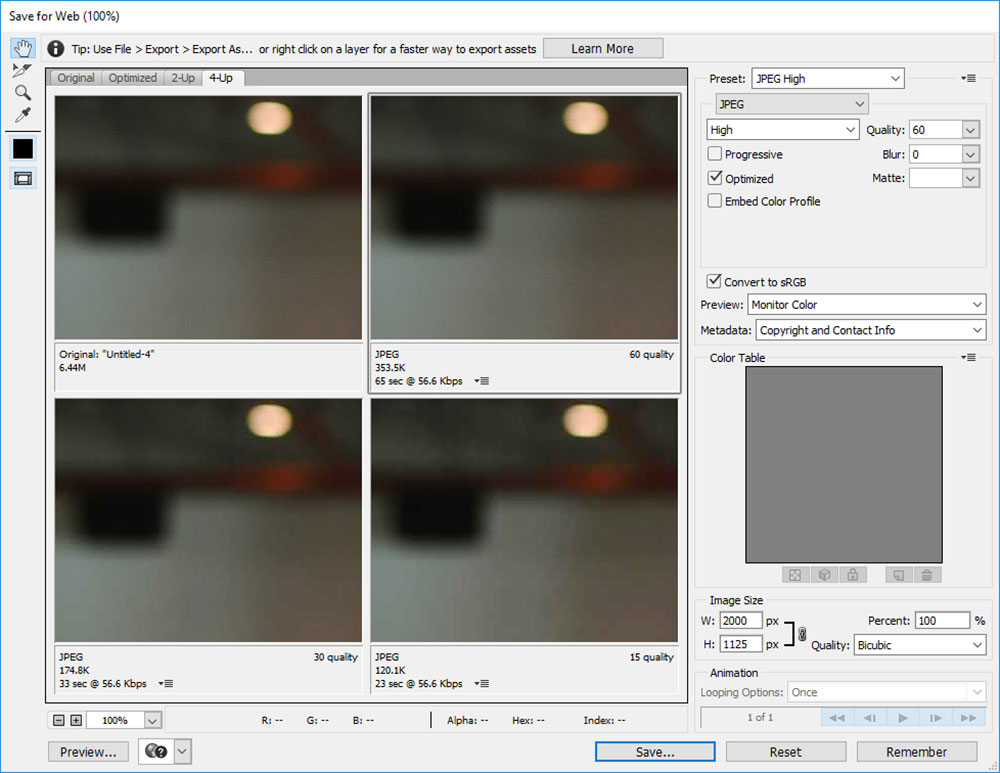 Save for Web (100%)
Tip: Use File > Export > Export As... or right click on a layer for a faster way to export assets
Learn More
Original
Optimized
2-Up
4-Up
Original: "Untitled-4"
6.44M
JPEG
60 quality
353.5K
65 sec @ 56.6 Kbps
JPEG
30 quality
174.8K
33 sec @ 56.6 Kbps
JPEG
15 quality
120.1K
23 sec @ 56.6 Kbps
Preset: JPEG High
JPEG
High
Quality: 60
Progressive
Blur: 0
Optimized
Matte:
Embed Color Profile
Convert to sRGB
Preview: Monitor Color
Metadata: Copyright and Contact Info
Color Table
Image Size
W: 2000 px
Percent: 100 %
H: 1125 px
Quality: Bicubic
Animation
Looping Options: Once
1 of 1
100%
R: --
G: --
B: --
Alpha: --
Hex: --
Index: --
Preview...
Save...
Reset
Remember